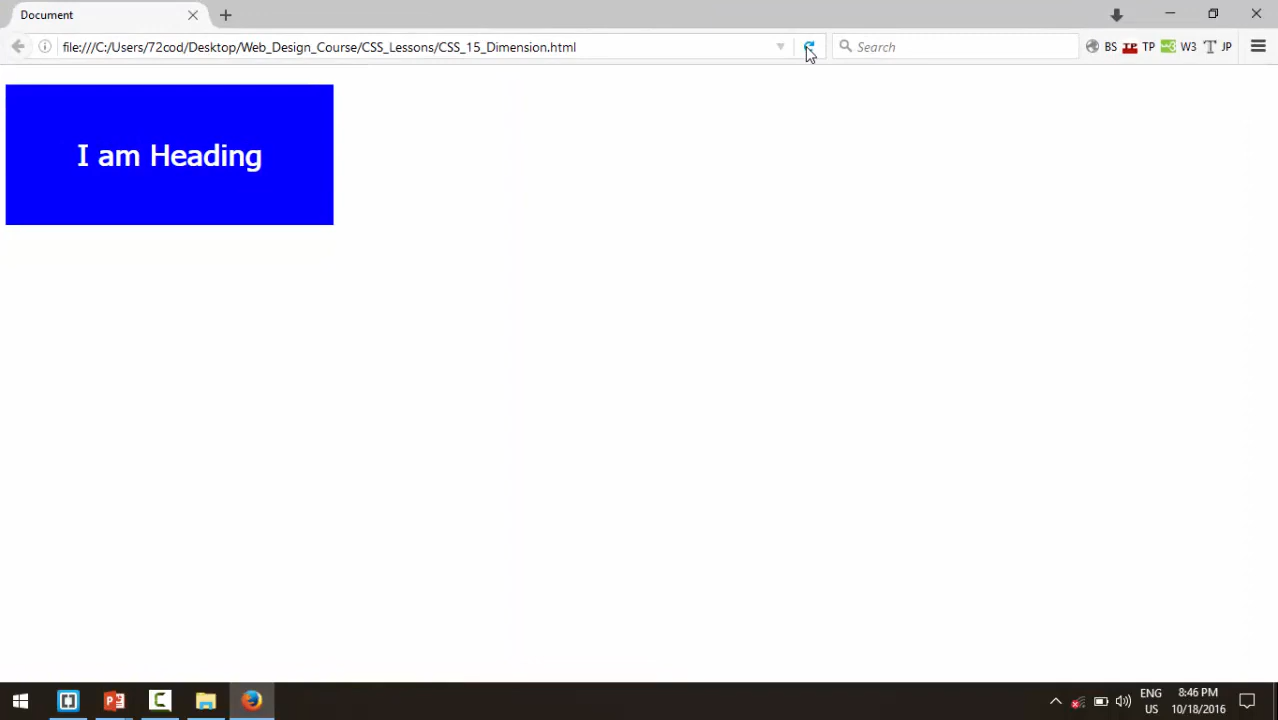 Document
file:///C:/Users/72cod/Desktop/Web_Design_Course/CSS_Lessons/CSS_15_Dimension.html
Search
BS TP TP W3 T JP
I am Heading
ENG 8:46 PM
US 10/18/2016